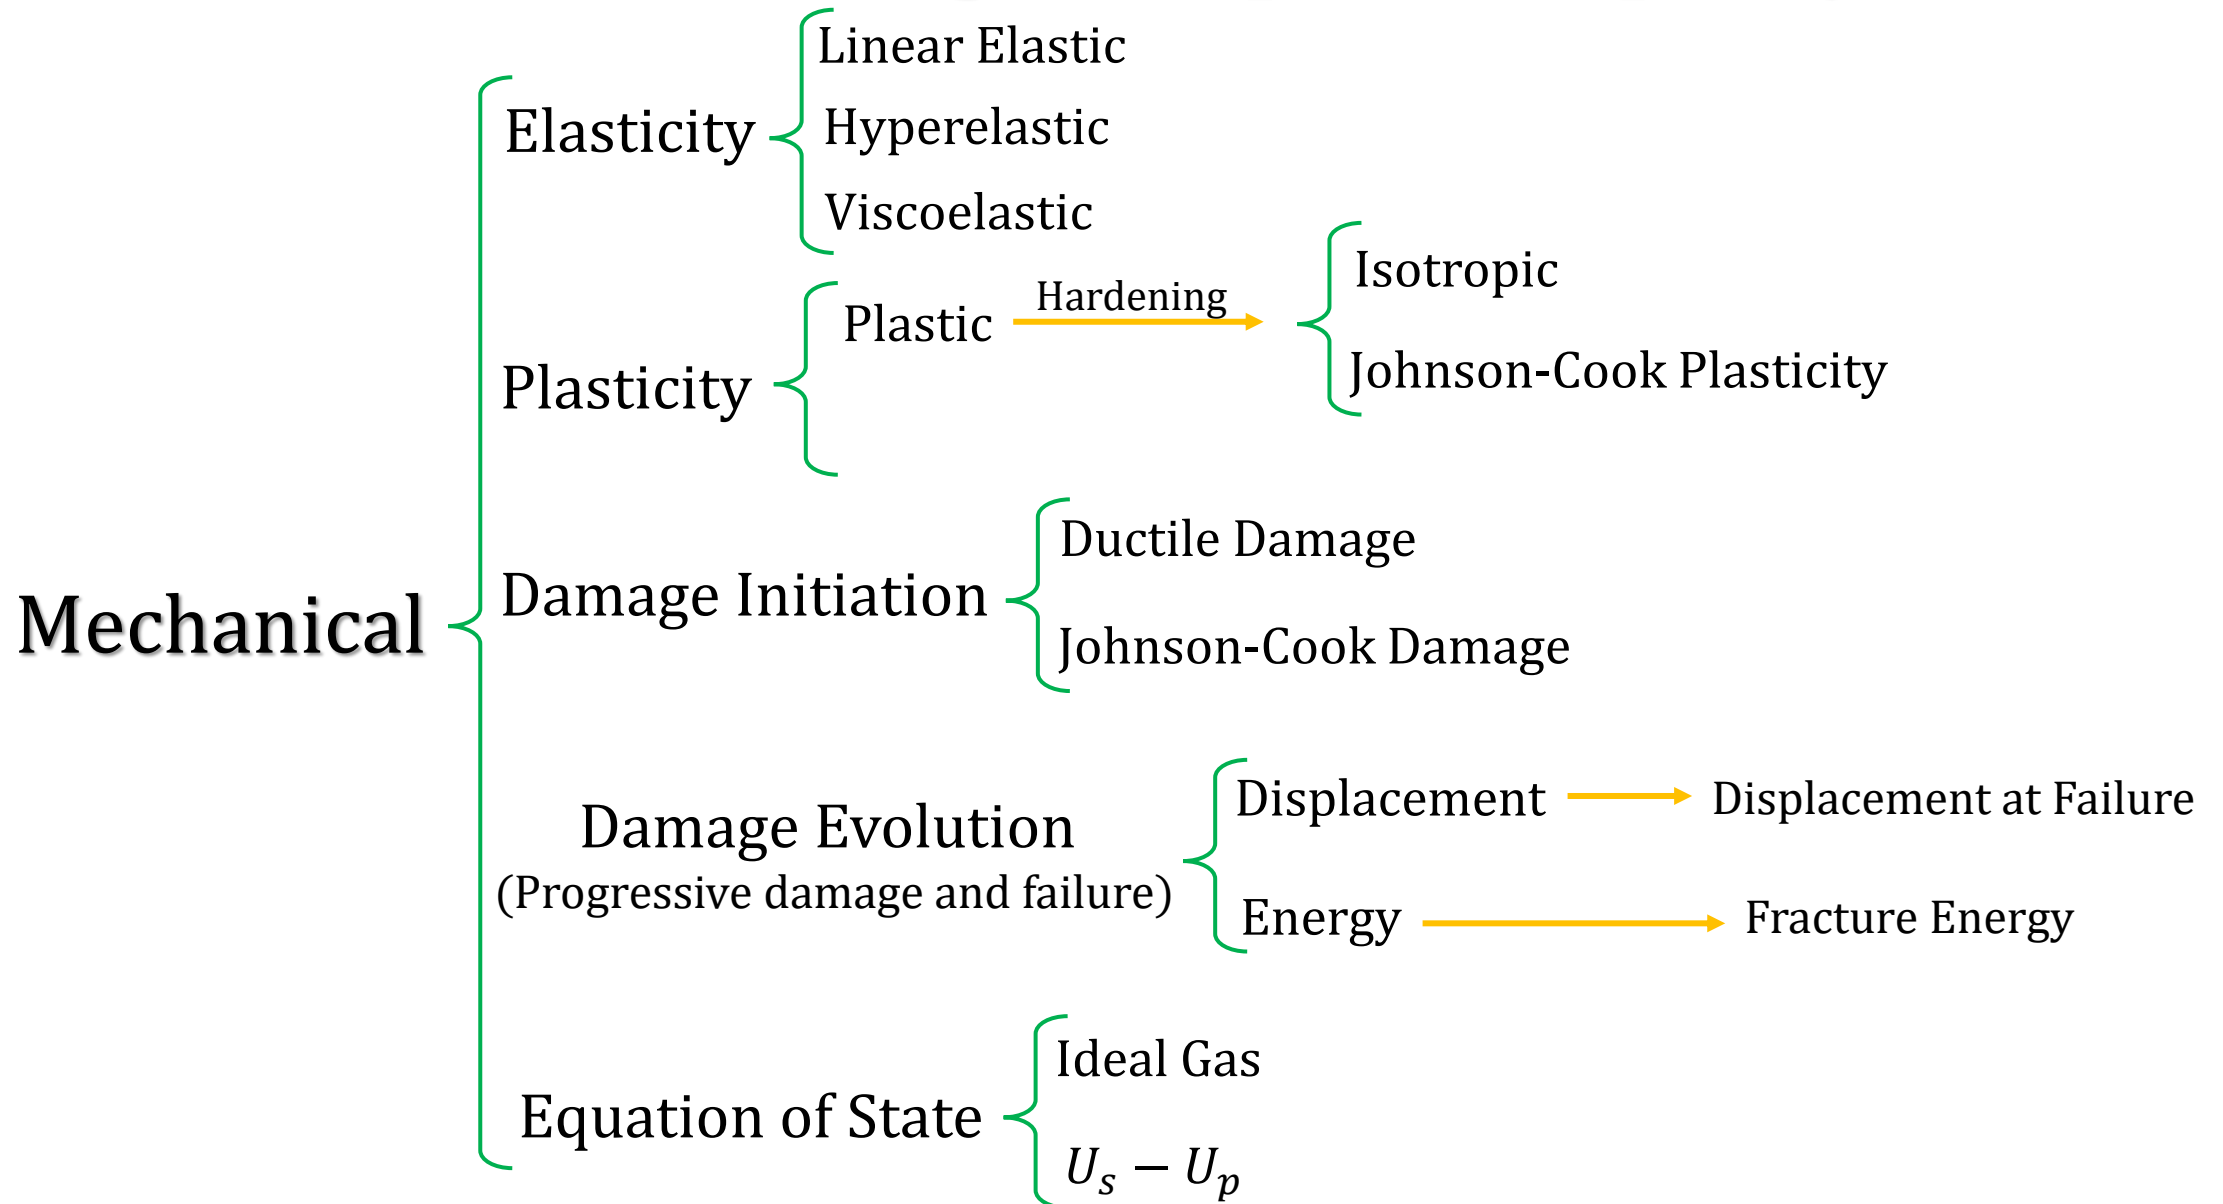 Linear Elastic
Elasticity
Hyperelastic
Viscoelastic
Isotropic
Hardening
Plastic
Johnson-Cook Plasticity
Plasticity
Ductile Damage
Damage Initiation
Mechanical
Johnson-Cook Damage
Displacement
Displacement at Failure
Damage Evolution
(Progressive damage and failure)
Energy
Fracture Energy
Ideal Gas
Equation of State
Uₛ − Uₚ